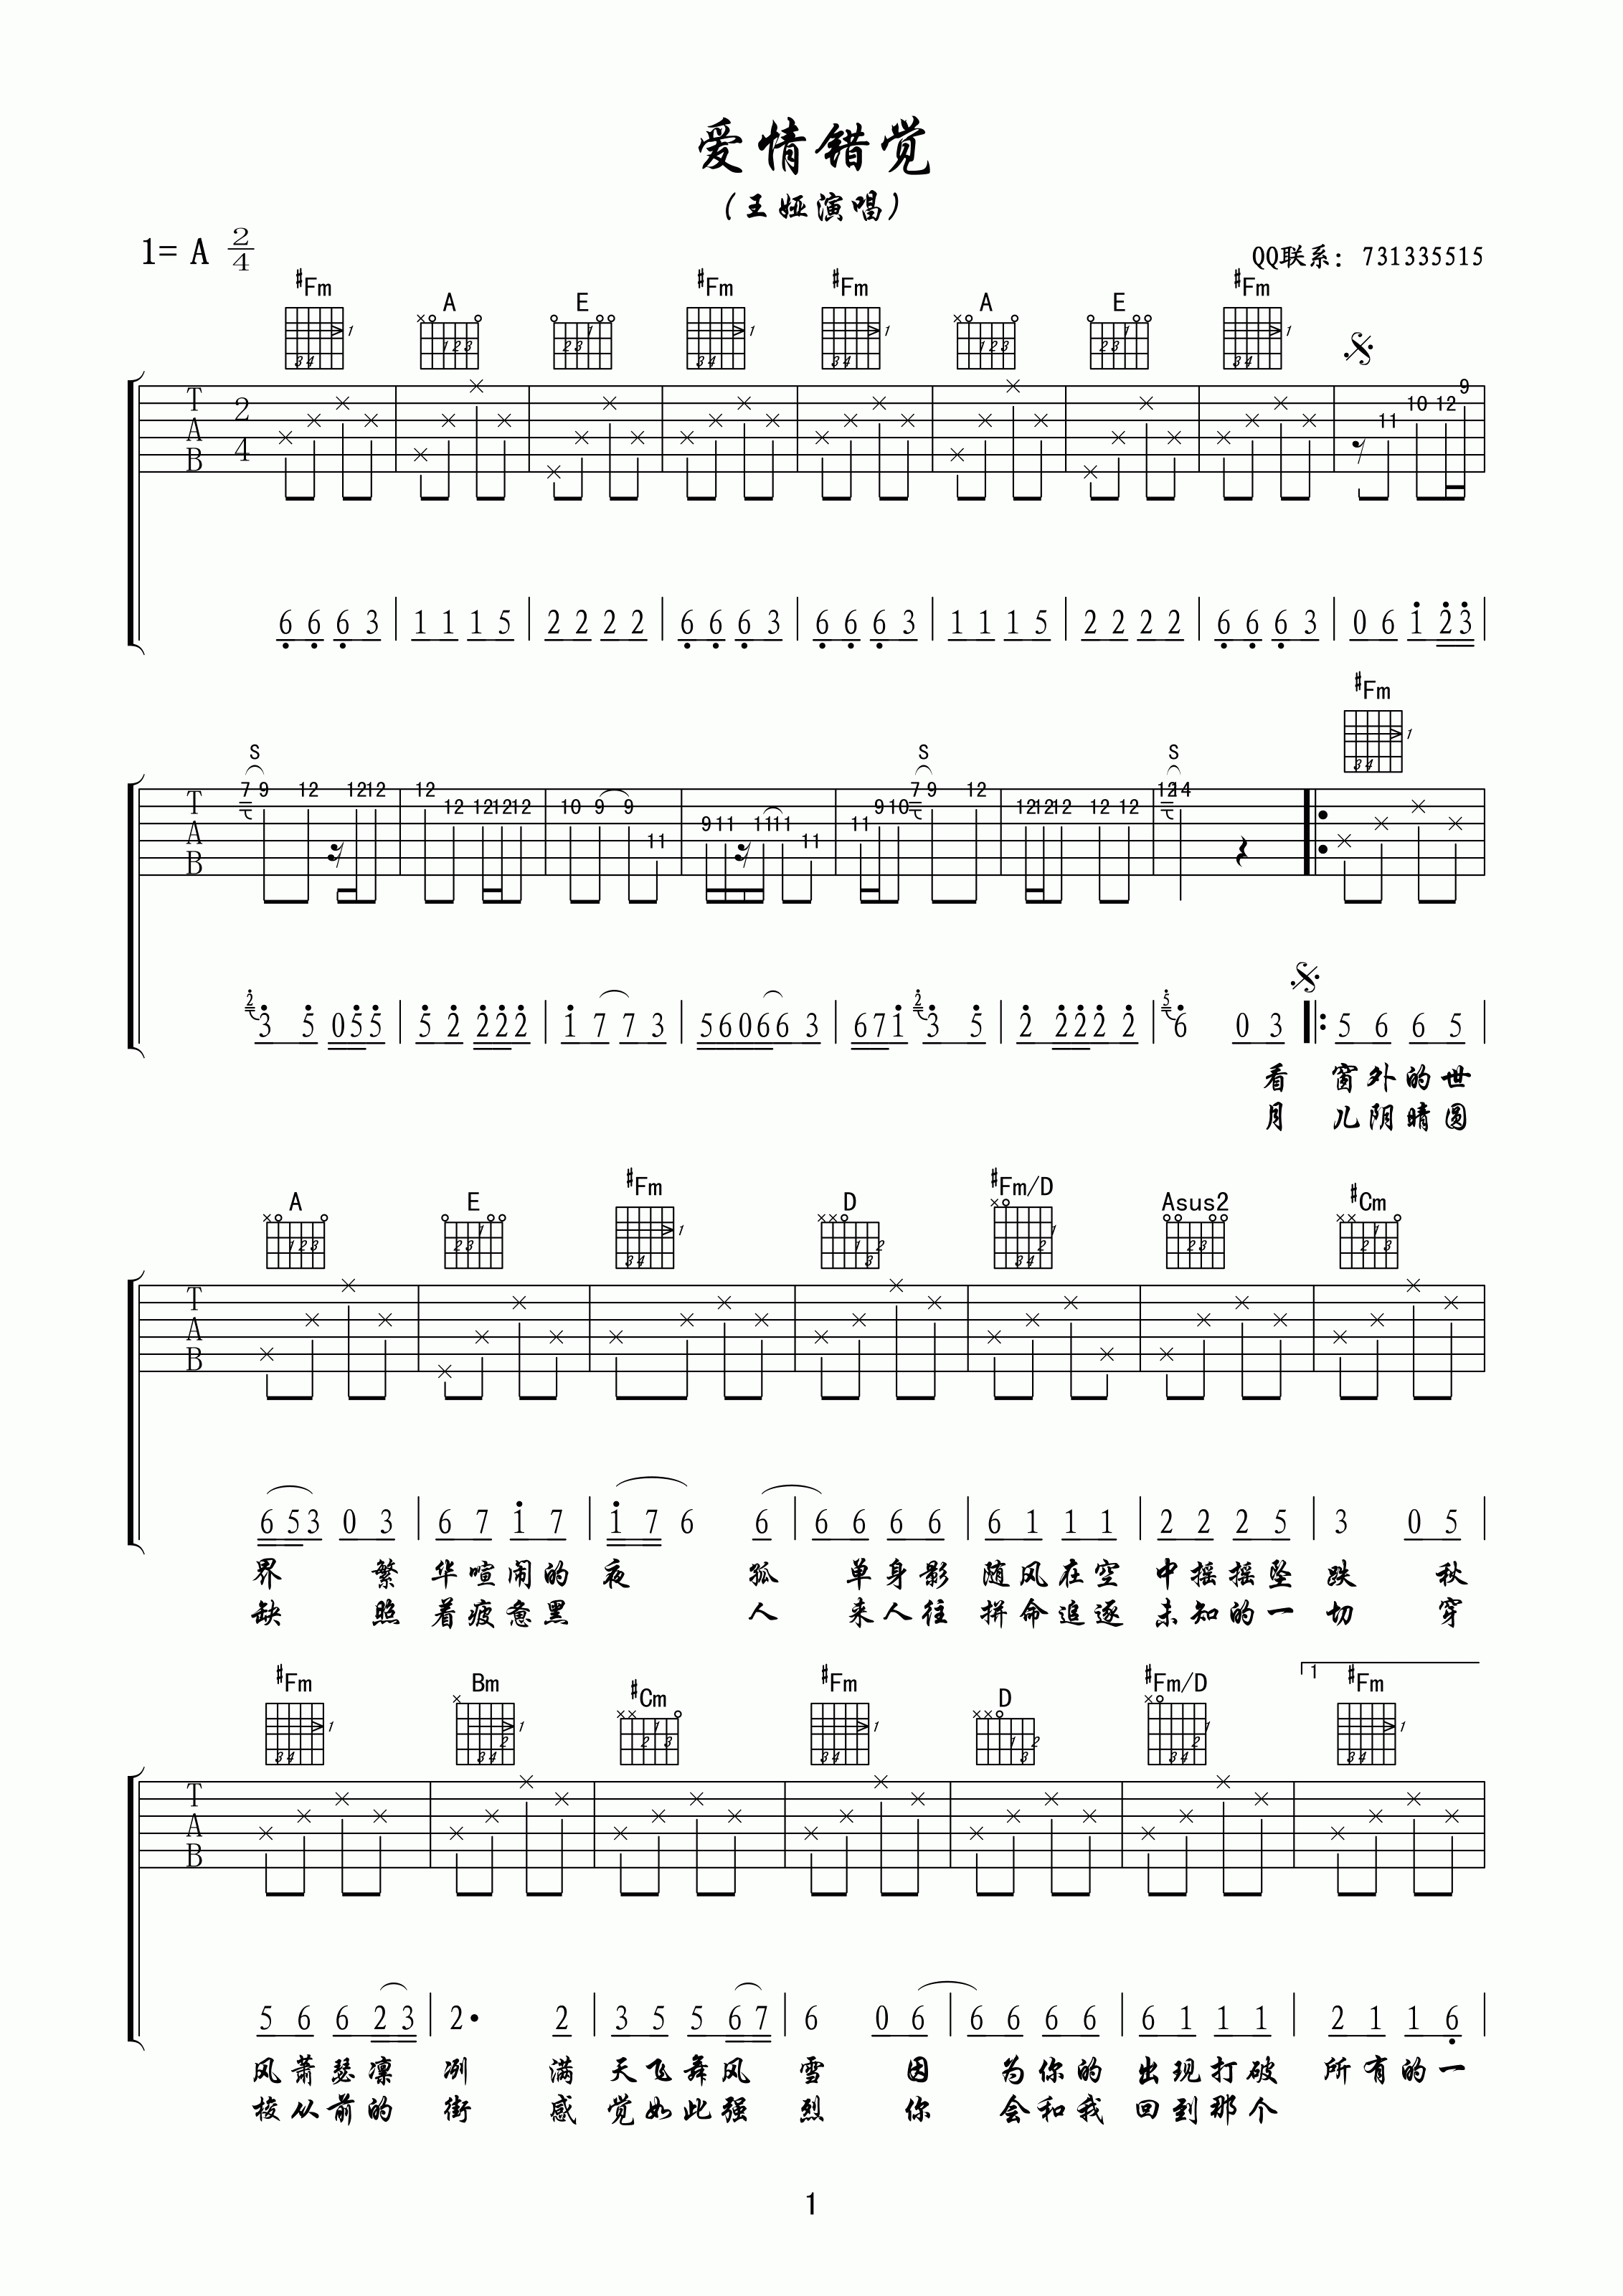 爱情错觉
(王娅演唱)
1= A 2/4
QQ联系: 731335515
#Fm A E #Fm #Fm A E #Fm
T A B 2 4 11 10 12 9
6 6 6 3 | 1 1 1 5 | 2 2 2 2 | 6 6 6 3 | 6 6 6 3 | 1 1 1 5 | 2 2 2 2 | 6 6 6 3 | 0 6 1 2 3
#Fm
S S S
T A B 7 9 12 12 12 | 12 12 12 12 12 | 10 9 9 11 | 9 11 11 11 11 | 11 9 10 7 9 12 | 12 12 12 12 12 | 12 14
2 3 5 0 5 5 | 5 2 2 2 2 | 1 7 7 3 | 5 6 0 6 6 3 | 6 7 1 2 3 5 | 2 2 2 2 2 | 5 6 0 3 | 5 6 6 5
看 窗外的世
月 儿阴晴圆
A E #Fm D #Fm/D Asus2 #Cm
T A B
6 5 3 0 3 | 6 7 1 7 | 1 7 6 6 | 6 6 6 6 | 6 1 1 1 | 2 2 2 5 | 3 0 5
界 繁 华喧闹的 夜 孤 单身影 随风在空 中摇摇坠 跌 秋
缺 照 着疲惫黑 人 来人往 拼命追逐 未知的一 切 穿
#Fm Bm #Cm #Fm D #Fm/D 1 #Fm
T A B
5 6 6 2 3 | 2· 2 | 3 5 5 6 7 | 6 0 6 | 6 6 6 6 | 6 1 1 1 | 2 1 1 6
风萧瑟凛 冽 满 天飞舞风 雪 因 为你的 出现打破 所有的一
梭从前的 街 感 觉如此强 烈 你 会和我 回到那个
1